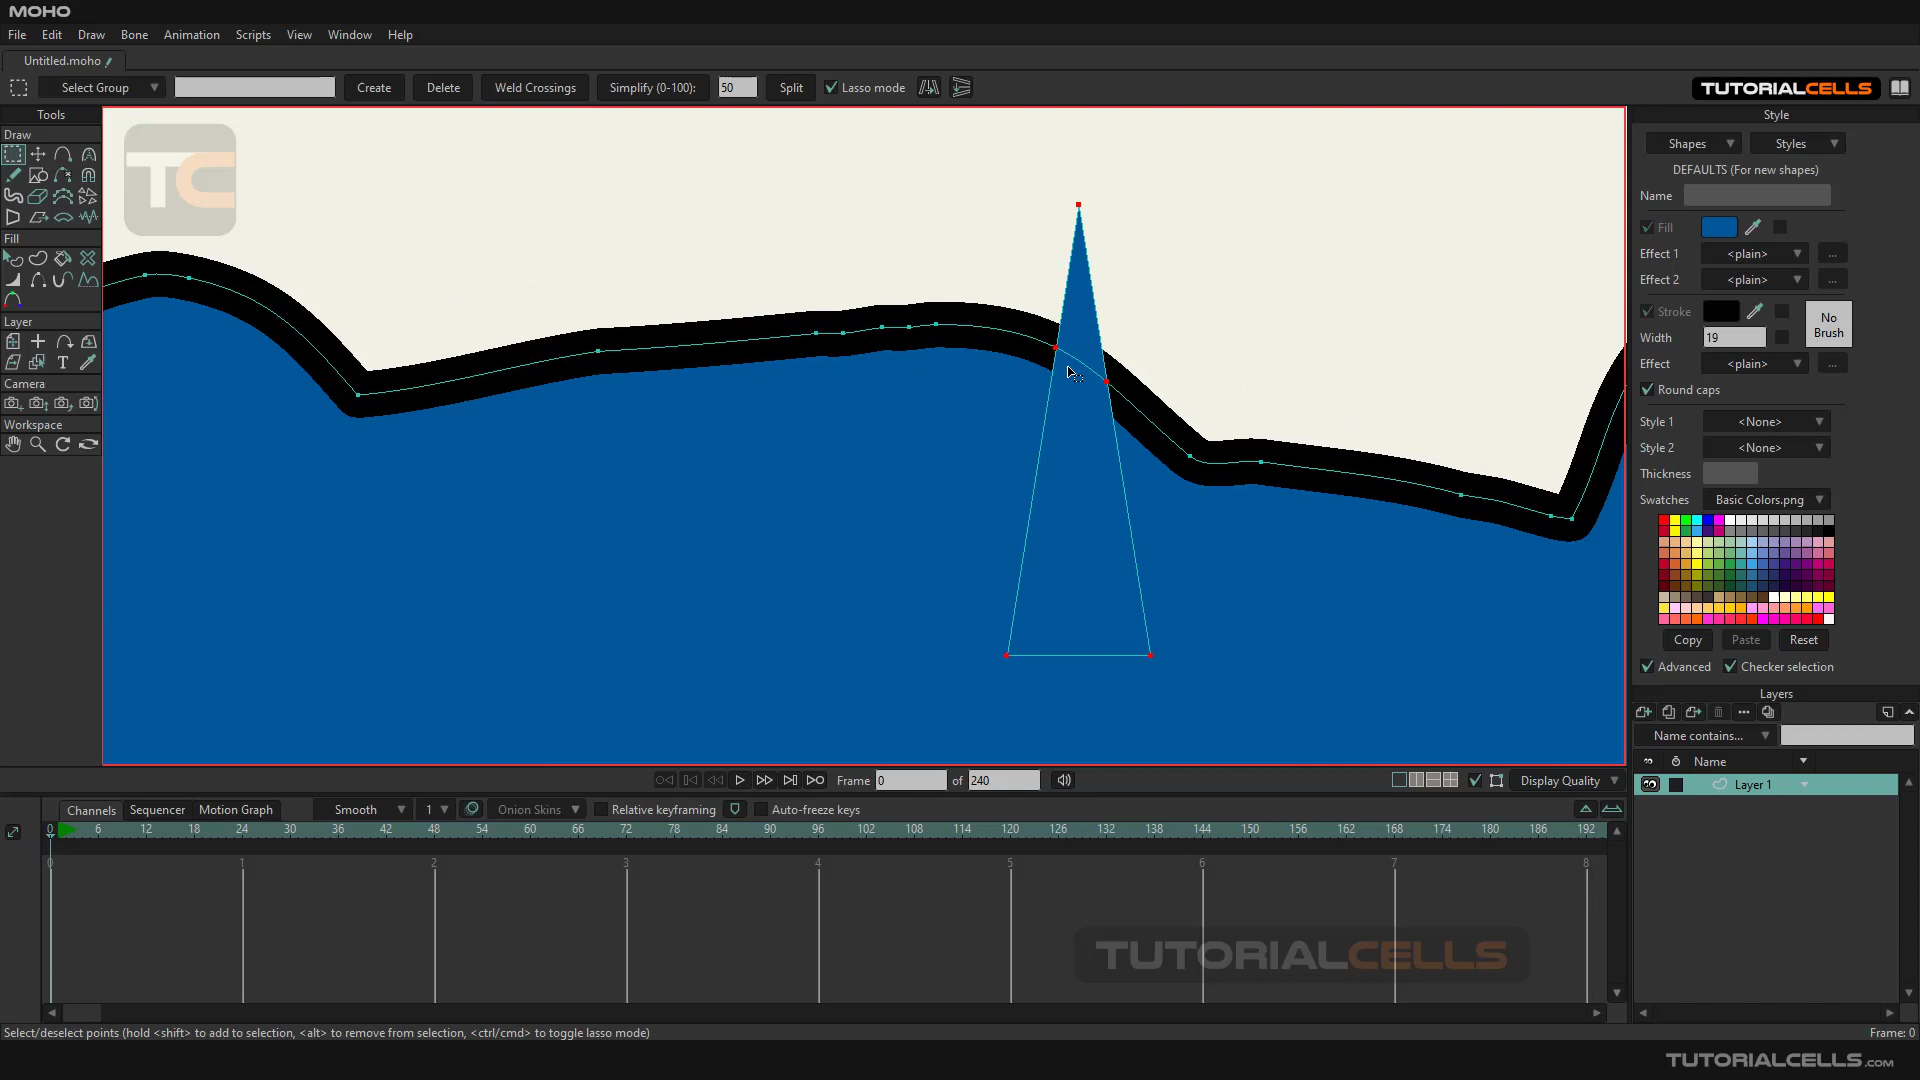 MOHO
File Edit Draw Bone Animation Scripts View Window Help
Untitled.moho
Select Group Create Delete Weld Crossings Simplify (0-100): 50 Split Lasso mode TUTORIALCELLS
Tools
Draw
TC
Fill
Layer
T
Camera
Workspace
Style
Shapes Styles
DEFAULTS (For new shapes)
Name
Fill
Effect 1 <plain> ...
Effect 2 <plain> ...
Stroke
No Brush
Width 19
Effect <plain> ...
Round caps
Style 1 <None>
Style 2 <None>
Thickness
Swatches Basic Colors.png
Copy Paste Reset
Advanced Checker selection
Layers
Name contains...
Name
Layer 1
Frame 0 of 240 Display Quality
Channels Sequencer Motion Graph Smooth 1 Onion Skins Relative keyframing Auto-freeze keys
0 6 12 18 24 30 36 42 48 54 60 66 72 78 84 90 96 102 108 114 120 126 132 138 144 150 156 162 168 174 180 186 192
0 1 2 3 4 5 6 7 8
TUTORIALCELLS
Select/deselect points (hold <shift> to add to selection, <alt> to remove from selection, <ctrl/cmd> to toggle lasso mode) Frame: 0
TUTORIALCELLS.COM